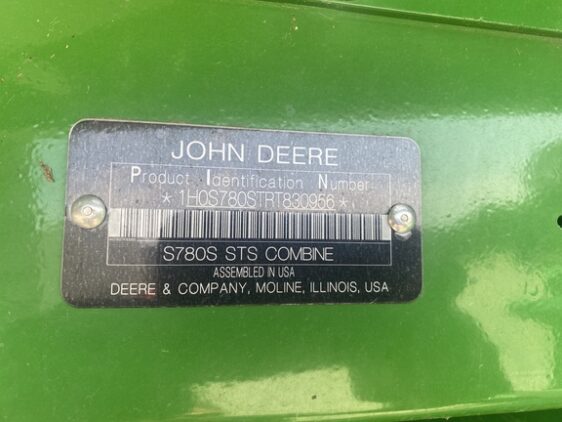 JOHN DEERE
Product Identification Number
*1H0S780STRT830956*
S780S STS COMBINE
ASSEMBLED IN USA
DEERE & COMPANY, MOLINE, ILLINOIS, USA